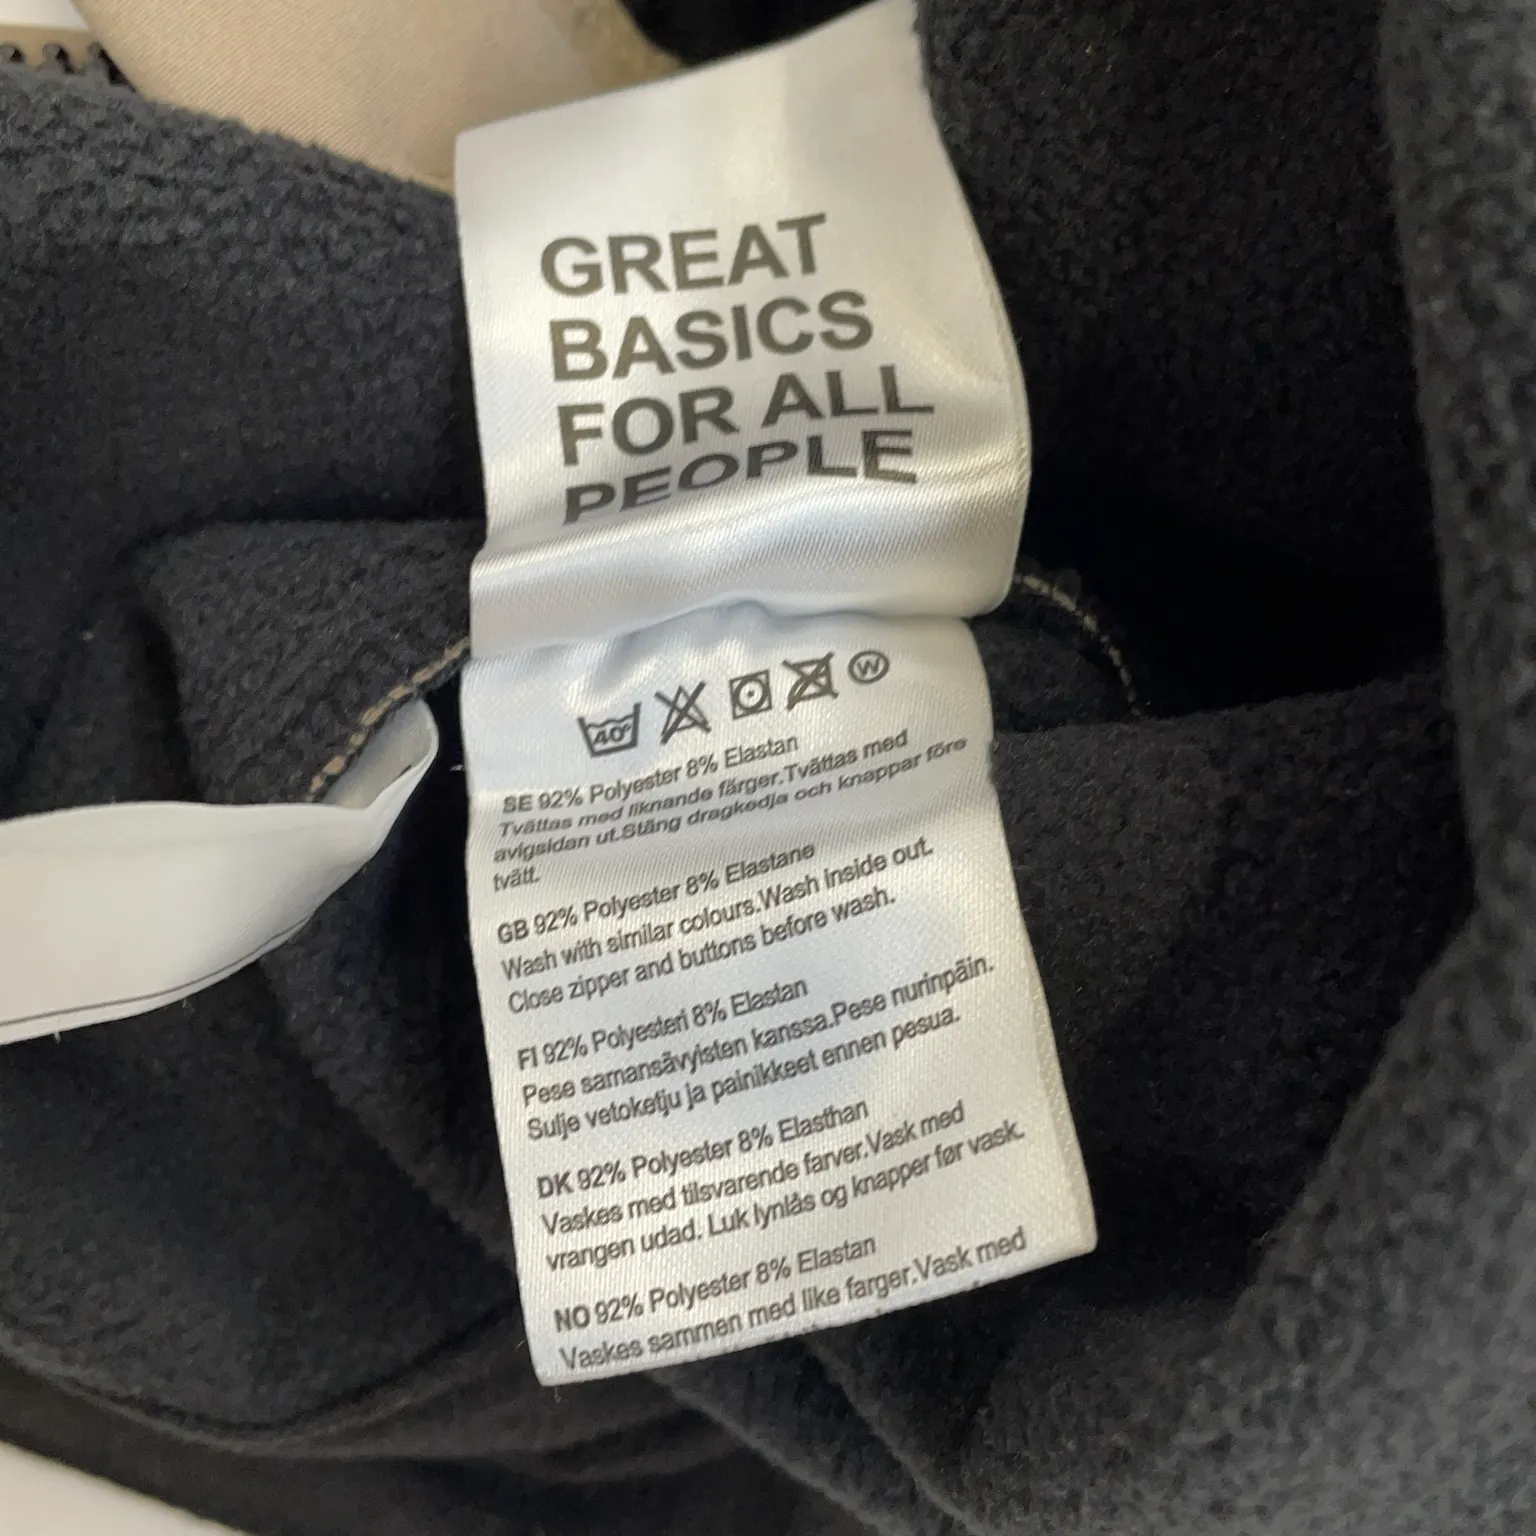 GREAT
BASICS
FOR ALL
PEOPLE
40° W
SE 92% Polyester 8% Elastan
Tvättas med liknande färger.Tvättas med
avigsidan ut.Stäng dragkedja och knappar före
tvätt.
GB 92% Polyester 8% Elastane
Wash with similar colours.Wash inside out.
Close zipper and buttons before wash.
FI 92% Polyesteri 8% Elastan
Pese samansävyisten kanssa.Pese nurinpäin.
Sulje vetoketju ja painikkeet ennen pesua.
DK 92% Polyester 8% Elasthan
Vaskes med tilsvarende farver.Vask med
vrangen udad. Luk lynlås og knapper før vask.
NO 92% Polyester 8% Elastan
Vaskes sammen med like farger.Vask med